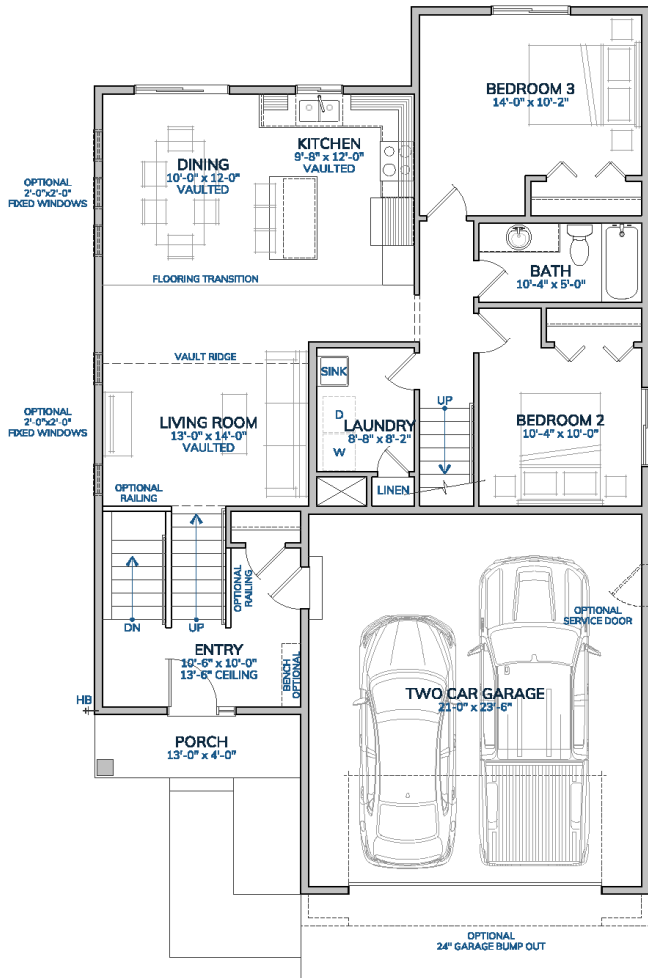 BEDROOM 3
14'-0" x 10'-2"
KITCHEN
9'-8" x 12'-0"
VAULTED
DINING
10'-0" x 12'-0"
VAULTED
OPTIONAL
2'-0"x2'-0"
FIXED WINDOWS
FLOORING TRANSITION
BATH
10'-4" x 5'-0"
VAULT RIDGE
SINK
D
W
LAUNDRY
8'-8" x 8'-2"
UP
LINEN
BEDROOM 2
10'-4" x 10'-0"
OPTIONAL
2'-0"x2'-0"
FIXED WINDOWS
LIVING ROOM
13'-0" x 14'-0"
VAULTED
OPTIONAL
RAILING
DN
UP
OPTIONAL
RAILING
ENTRY
10'-6" x 10'-0"
13'-6" CEILING
BENCH
OPTIONAL
OPTIONAL
SERVICE DOOR
TWO CAR GARAGE
21'-0" x 23'-6"
HB
PORCH
13'-0" x 4'-0"
OPTIONAL
24" GARAGE BUMP OUT